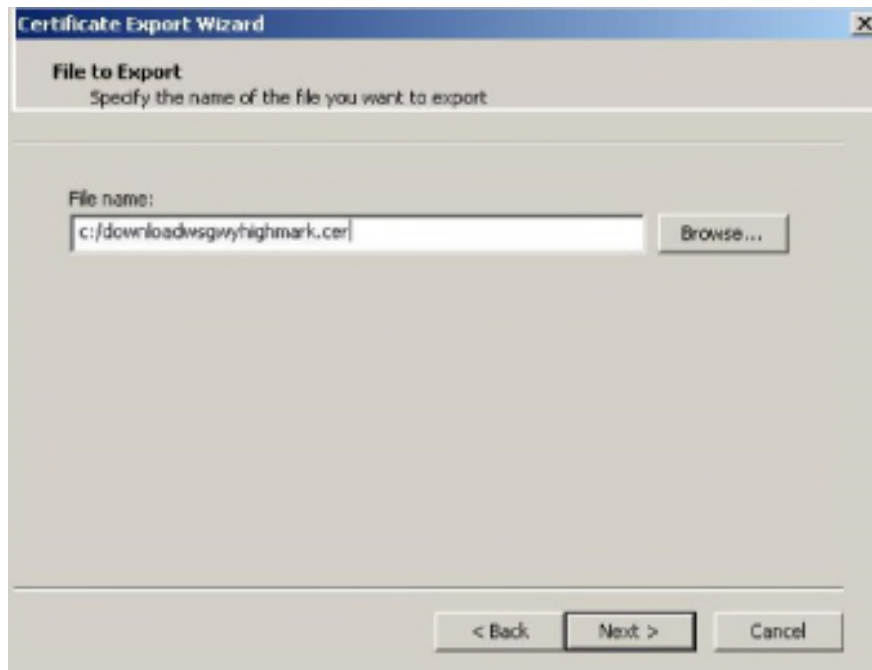 Certificate Export Wizard
File to Export
Specify the name of the file you want to export
File name:
c:/downloadwsgwyhighmark.cer
Browse...
< Back Next > Cancel